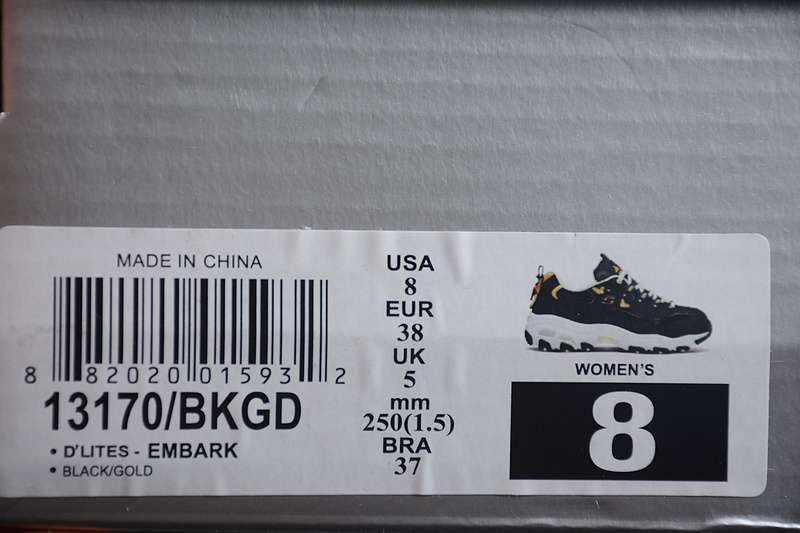 MADE IN CHINA
8 82020 01593 2
13170/BKGD
• D'LITES - EMBARK
• BLACK/GOLD
USA
8
EUR
38
UK
5
mm
250(1.5)
BRA
37
WOMEN'S
8